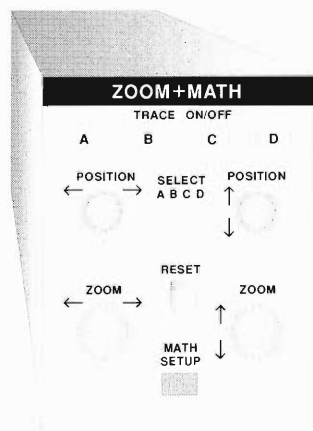 ZOOM+MATH
TRACE ON/OFF
A B C D
POSITION
SELECT
A B C D
POSITION
RESET
ZOOM
ZOOM
MATH
SETUP